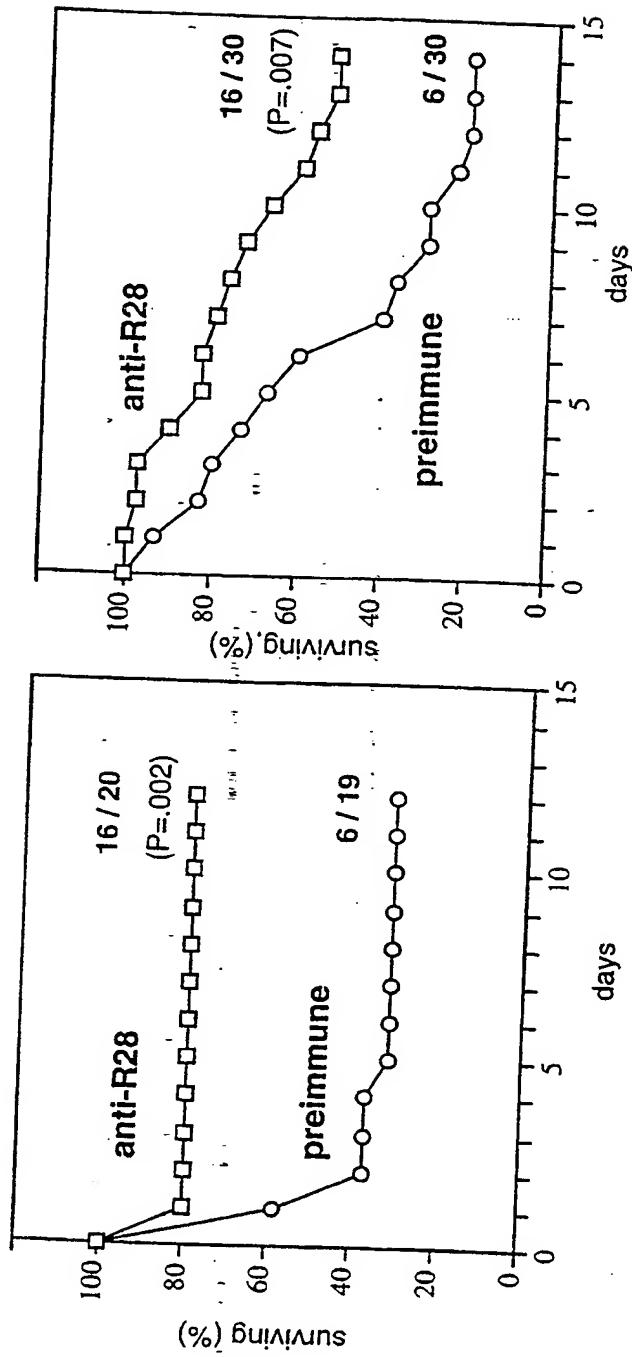 surviving (%)
100
80
60
40
20
0
anti-R28
16 / 20
(P=.002)
preimmune
6 / 19
0
5
10
15
days
surviving (%)
100
80
60
40
20
0
anti-R28
16 / 30
(P=.007)
preimmune
6 / 30
0
5
10
15
days